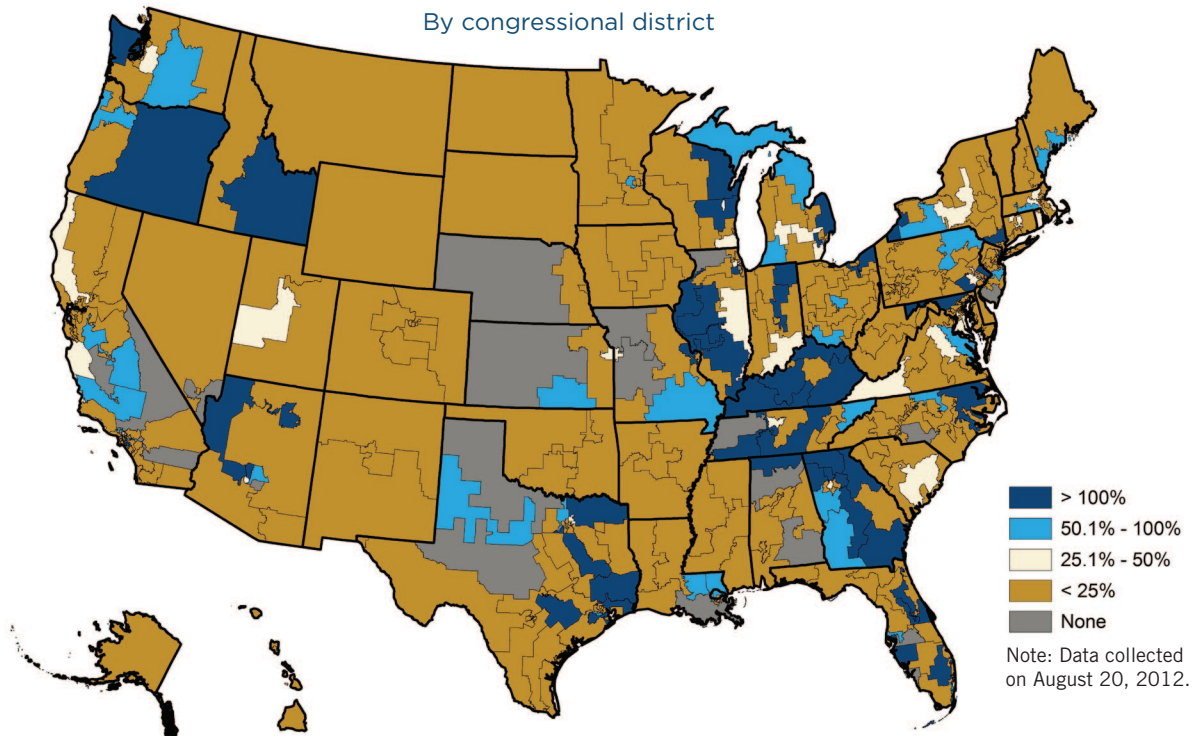 By congressional district
> 100%
50.1% - 100%
25.1% - 50%
< 25%
None
Note: Data collected
on August 20, 2012.